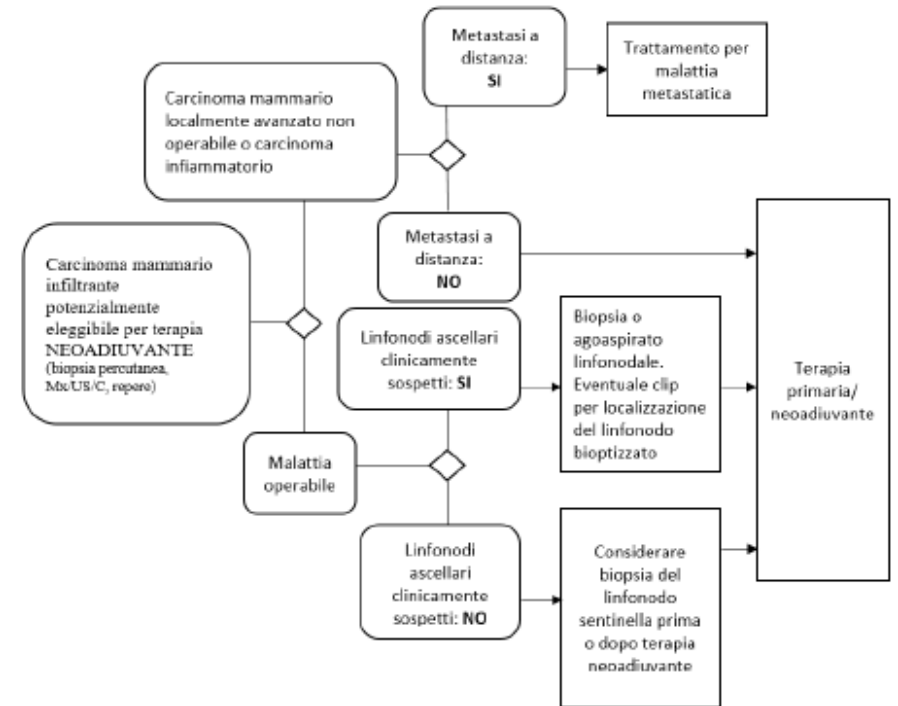 Metastasi a
distanza:
SI
Trattamento per
malattia
metastatica
Carcinoma mammario
localmente avanzato non
operabile o carcinoma
infiammatorio
Metastasi a
distanza:
NO
Carcinoma mammario
infiltrante
potenzialmente
eleggibile per terapia
NEOADIUVANTE
(biopsia percutanea,
Mx/US/C, repere)
Linfonodi ascellari
clinicamente
sospetti: SI
Biopsia o
agoaspirato
linfonodale.
Eventuale clip
per localizzazione
del linfonodo
bioptizzato
Terapia
primaria/
neoadiuvante
Malattia
operabile
Linfonodi
ascellari
clinicamente
sospetti: NO
Considerare
biopsia del
linfonodo
sentinella prima
o dopo terapia
neoadiuvante